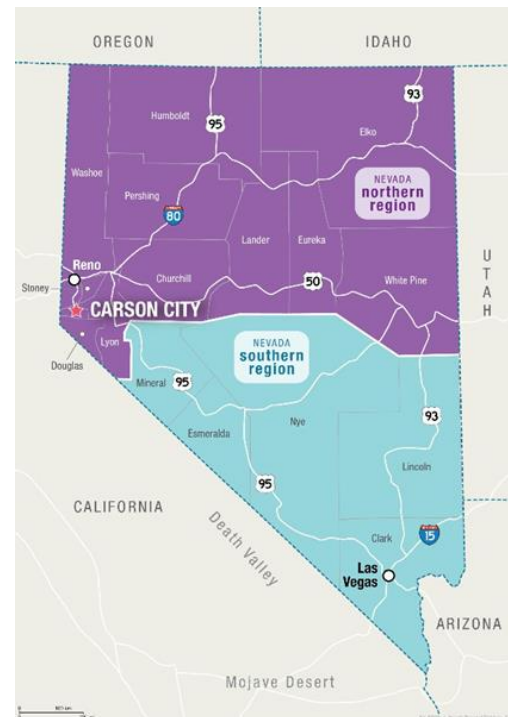 OREGON
IDAHO
93
95
Humboldt
Elko
Washoe
NEVADA
northern
region
Pershing
80
Lander
Eureka
UTAH
Reno
Churchill
50
White Pine
Stoney
CARSON CITY
Lyon
NEVADA
southern
region
Douglas
Mineral
95
93
Nye
Esmeralda
Lincoln
95
CALIFORNIA
Death Valley
Clark
15
Las
Vegas
ARIZONA
Mojave Desert